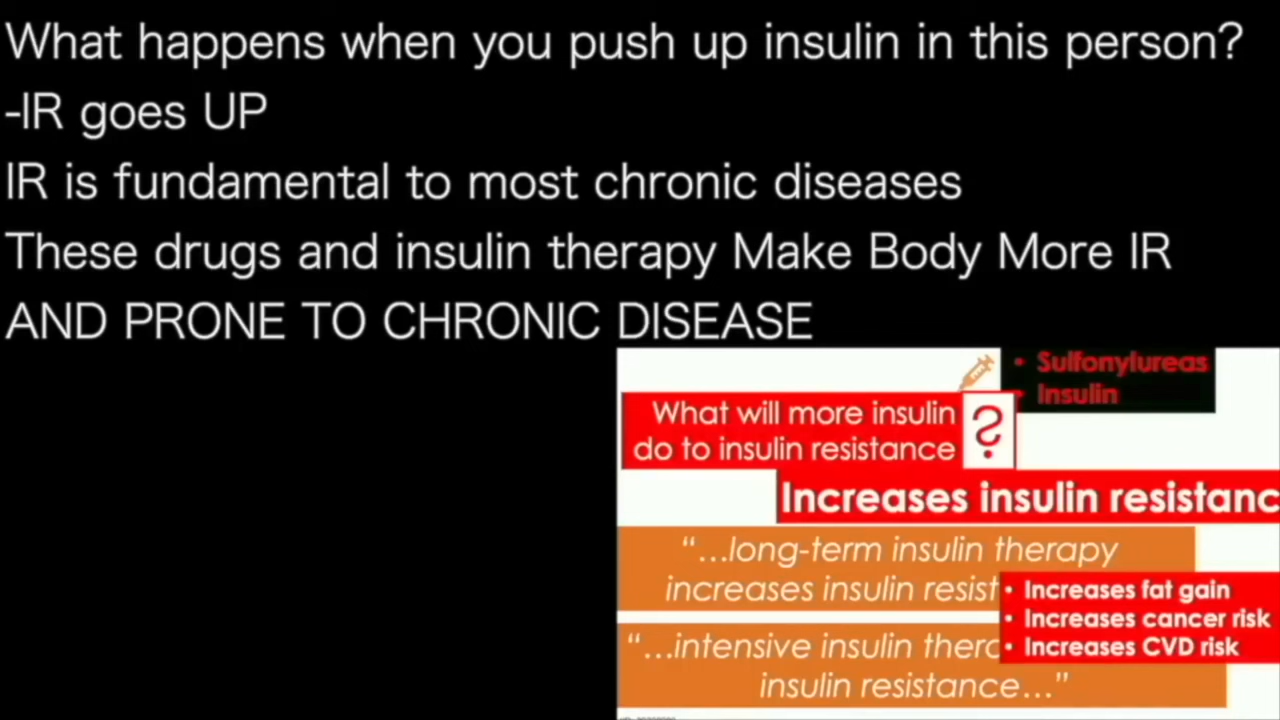 What happens when you push up insulin in this person?
-IR goes UP
IR is fundamental to most chronic diseases
These drugs and insulin therapy Make Body More IR
AND PRONE TO CHRONIC DISEASE
• Sulfonylureas
• Insulin
What will more insulin
do to insulin resistance
?
Increases insulin resistanc
“...long-term insulin therapy
increases insulin resist
• Increases fat gain
• Increases cancer risk
• Increases CVD risk
“...intensive insulin therc
insulin resistance...”